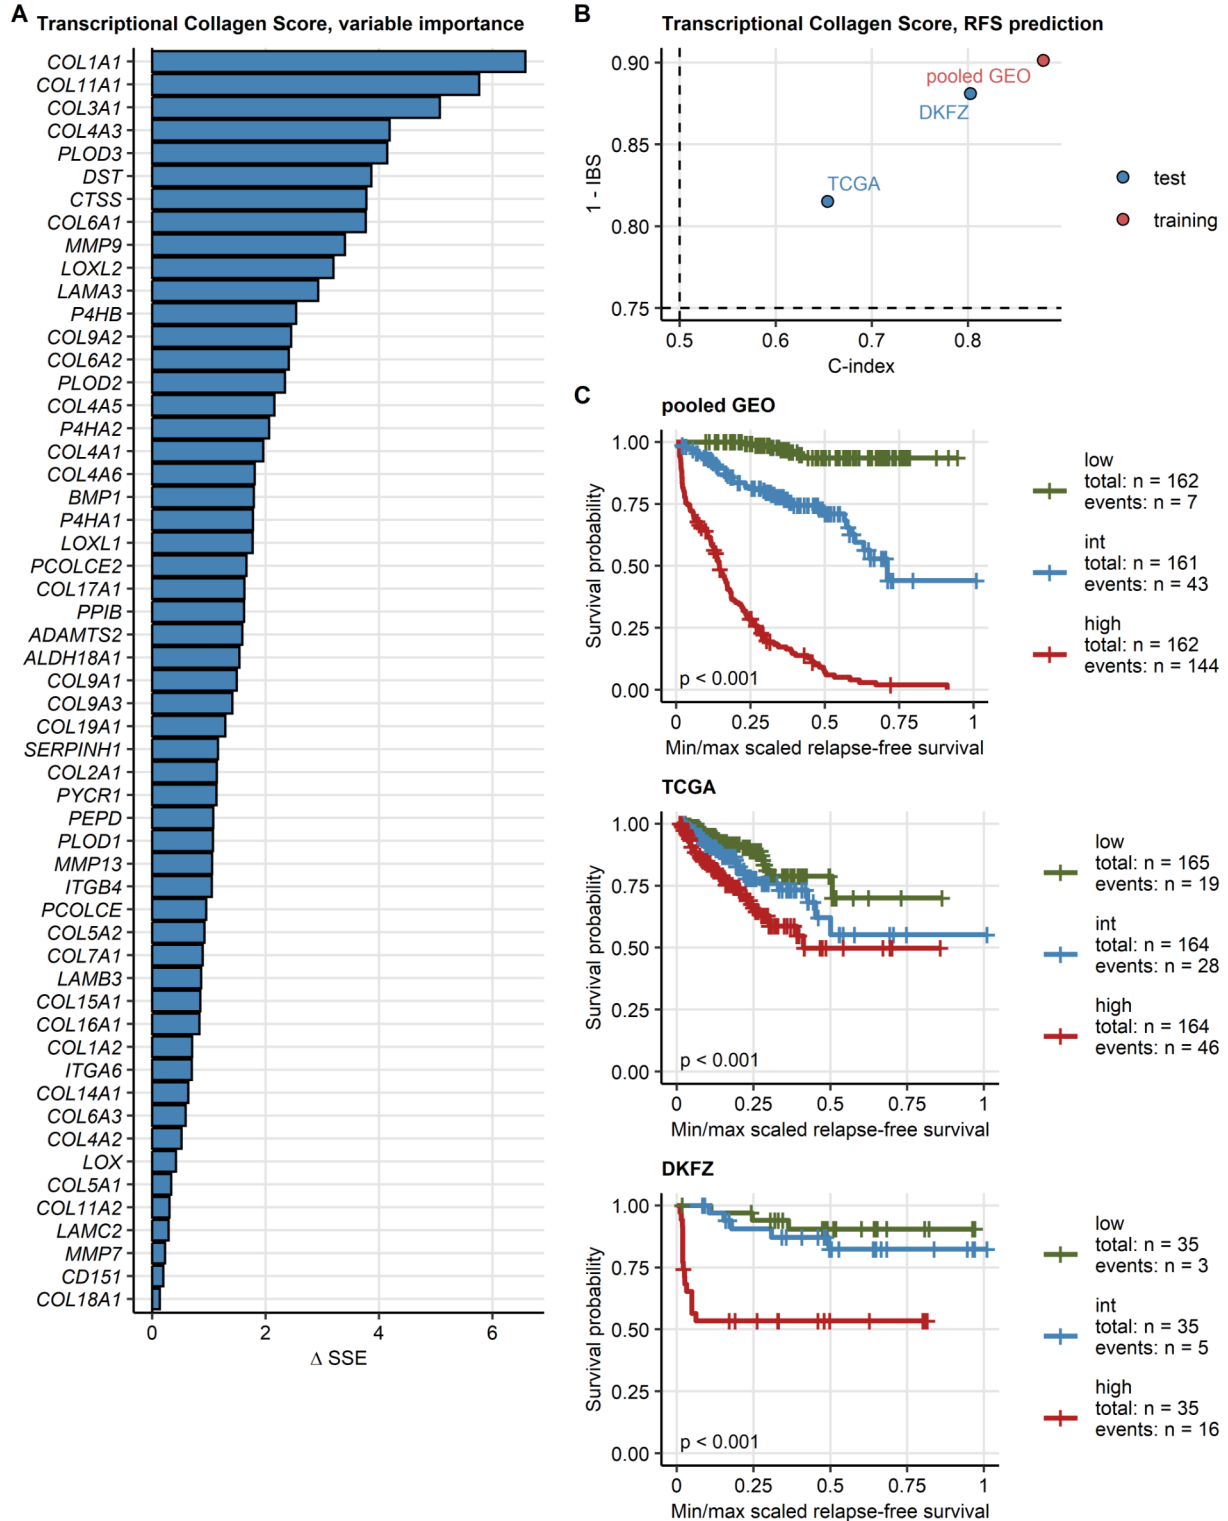 A
Transcriptional Collagen Score, variable importance
COL1A1
COL11A1
COL3A1
COL4A3
PLOD3
DST
CTSS
COL6A1
MMP9
LOXL2
LAMA3
P4HB
COL9A2
COL6A2
PLOD2
COL4A5
P4HA2
COL4A1
COL4A6
BMP1
P4HA1
LOXL1
PCOLCE2
COL17A1
PPIB
ADAMTS2
ALDH18A1
COL9A1
COL9A3
COL19A1
SERPINH1
COL2A1
PYCR1
PEPD
PLOD1
MMP13
ITGB4
PCOLCE
COL5A2
COL7A1
LAMB3
COL15A1
COL16A1
COL1A2
ITGA6
COL14A1
COL6A3
COL4A2
LOX
COL5A1
COL11A2
LAMC2
MMP7
CD151
COL18A1
0 2 4 6
Δ SSE
B
Transcriptional Collagen Score, RFS prediction
1 - IBS
0.90
0.85
0.80
0.75
pooled GEO
DKFZ
TCGA
0.5 0.6 0.7 0.8
C-index
test
training
C
pooled GEO
Survival probability
1.00
0.75
0.50
0.25
0.00
p < 0.001
0 0.25 0.5 0.75 1
Min/max scaled relapse-free survival
low
total: n = 162
events: n = 7
int
total: n = 161
events: n = 43
high
total: n = 162
events: n = 144
TCGA
Survival probability
1.00
0.75
0.50
0.25
0.00
p < 0.001
0 0.25 0.5 0.75 1
Min/max scaled relapse-free survival
low
total: n = 165
events: n = 19
int
total: n = 164
events: n = 28
high
total: n = 164
events: n = 46
DKFZ
Survival probability
1.00
0.75
0.50
0.25
0.00
p < 0.001
0 0.25 0.5 0.75 1
Min/max scaled relapse-free survival
low
total: n = 35
events: n = 3
int
total: n = 35
events: n = 5
high
total: n = 35
events: n = 16